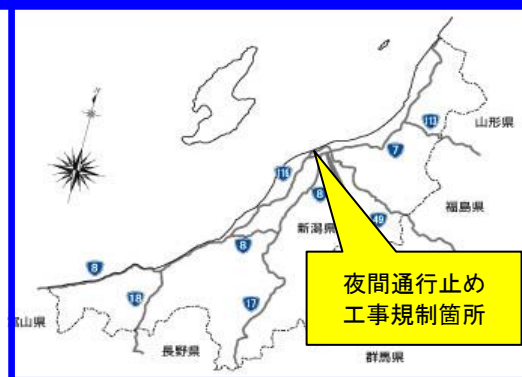 113
山形県
7
116
福島県
8
49
新潟県
8
8
夜間通行止め
工事規制箇所
18
17
富山県
長野県
群馬県